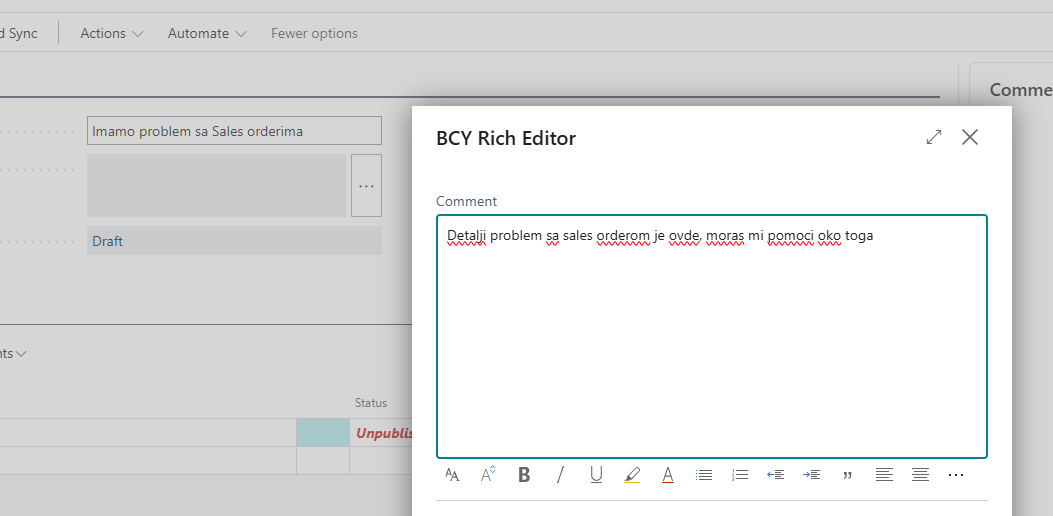 d Sync
Actions
Automate
Fewer options
Comme
Imamo problem sa Sales orderima
...
Draft
nts
Status
Unpublis
BCY Rich Editor
Comment
Detalji problem sa sales orderom je ovde, moras mi pomoci oko toga